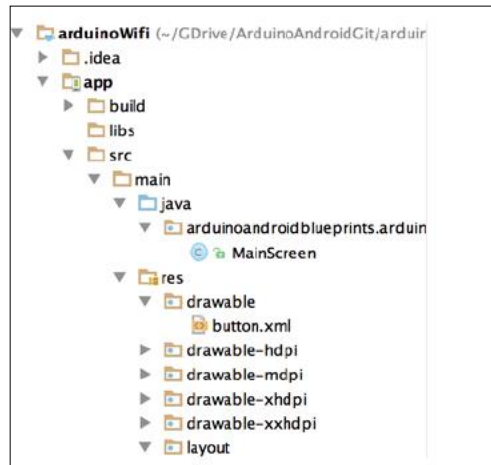 arduinoWifi (~/GDrive/ArduinoAndroidGit/arduir
.idea
app
build
libs
src
main
java
arduinoandroidblueprints.arduin
C MainScreen
res
drawable
button.xml
drawable-hdpi
drawable-mdpi
drawable-xhdpi
drawable-xxhdpi
layout